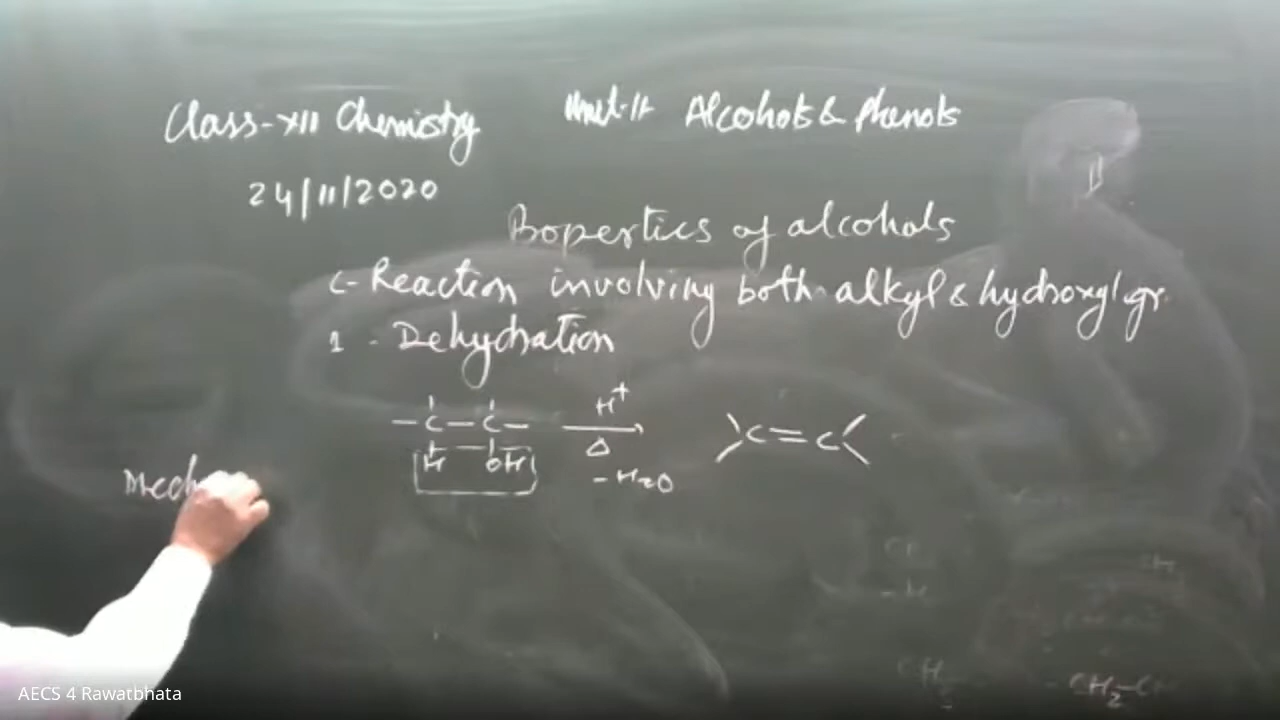 Class-XII Chemistry Unit-11 Alcohols & Phenols
24/11/2020
Properties of alcohols
C- Reaction involving both alkyl & hydroxyl gr.
1 - Dehydration
-C-C- H+ C=C
H OH Δ
-H2O
Mech
AECS 4 Rawatbhata